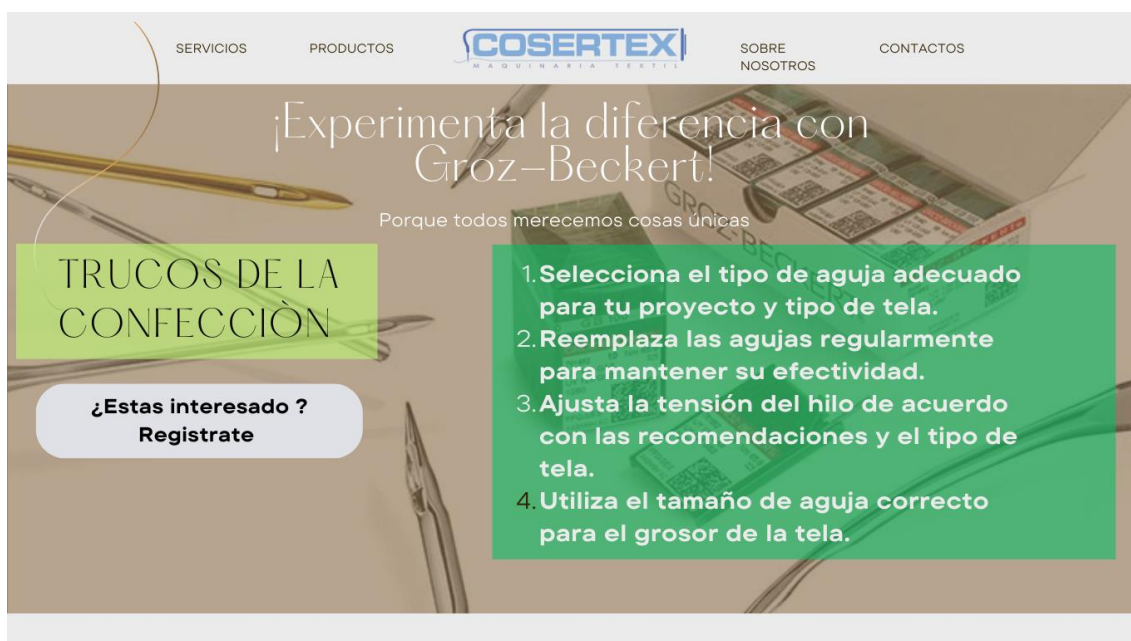 SERVICIOS
PRODUCTOS
COSERTEX
MAQUINARIA TEXTIL
SOBRE
NOSOTROS
CONTACTOS
¡Experimenta la diferencia con
Groz-Beckert!
Porque todos merecemos cosas únicas
GROZ-BECKERT
TRUCOS DE LA
CONFECCIÒN
¿Estas interesado ?
Registrate
1. Selecciona el tipo de aguja adecuado
para tu proyecto y tipo de tela.
2. Reemplaza las agujas regularmente
para mantener su efectividad.
3. Ajusta la tensión del hilo de acuerdo
con las recomendaciones y el tipo de
tela.
4. Utiliza el tamaño de aguja correcto
para el grosor de la tela.